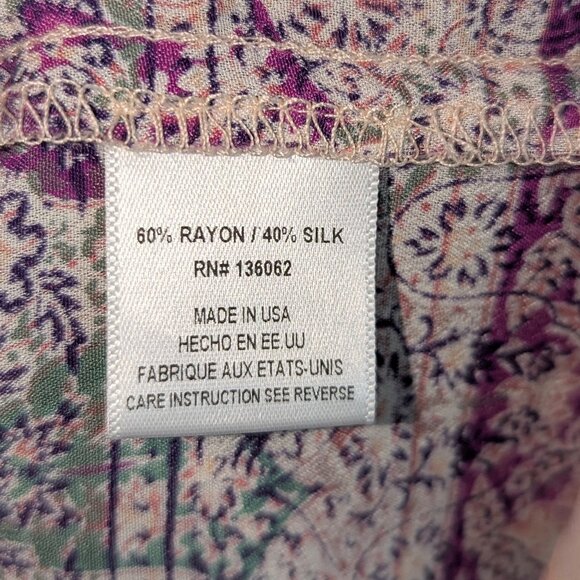 60% RAYON / 40% SILK
RN# 136062
MADE IN USA
HECHO EN EE.UU
FABRIQUE AUX ETATS-UNIS
CARE INSTRUCTION SEE REVERSE